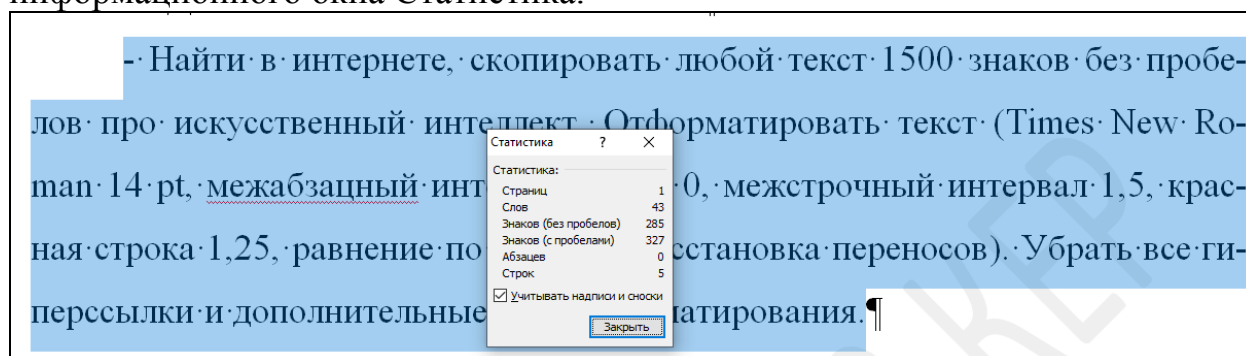 информационного окна Статистика.
- Найти в интернете, скопировать любой текст 1500 знаков без пробе-
лов про искусственный интеллект. Отформатировать текст (Times New Ro-
man 14 pt, межабзацный инт 0, межстрочный интервал 1,5, крас-
ная строка 1,25, равнение по сстановка переносов). Убрать все ги-
перссылки и дополнительные атирования.¶
Статистика ? ×
Статистика:
Страниц 1
Слов 43
Знаков (без пробелов) 285
Знаков (с пробелами) 327
Абзацев 0
Строк 5
Учитывать надписи и сноски
Закрыть
КЕР